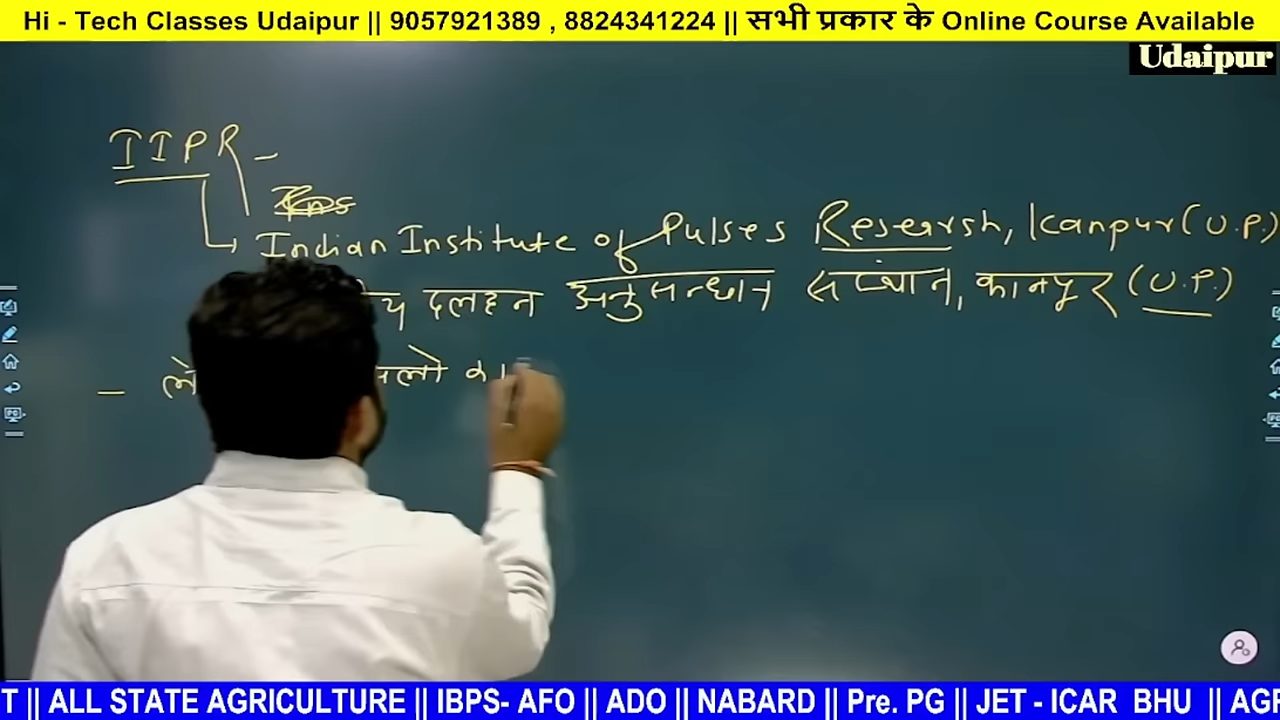 Hi - Tech Classes Udaipur || 9057921389 , 8824341224 || सभी प्रकार के Online Course Available
Udaipur
IIPR -
Indian Institute of Pulses Researsh, Kanpur (U.P.)
दलहन अनुसन्धान संस्थान, कानपुर (U.P.)
T || ALL STATE AGRICULTURE || IBPS- AFO || ADO || NABARD || Pre. PG || JET - ICAR BHU || AGR